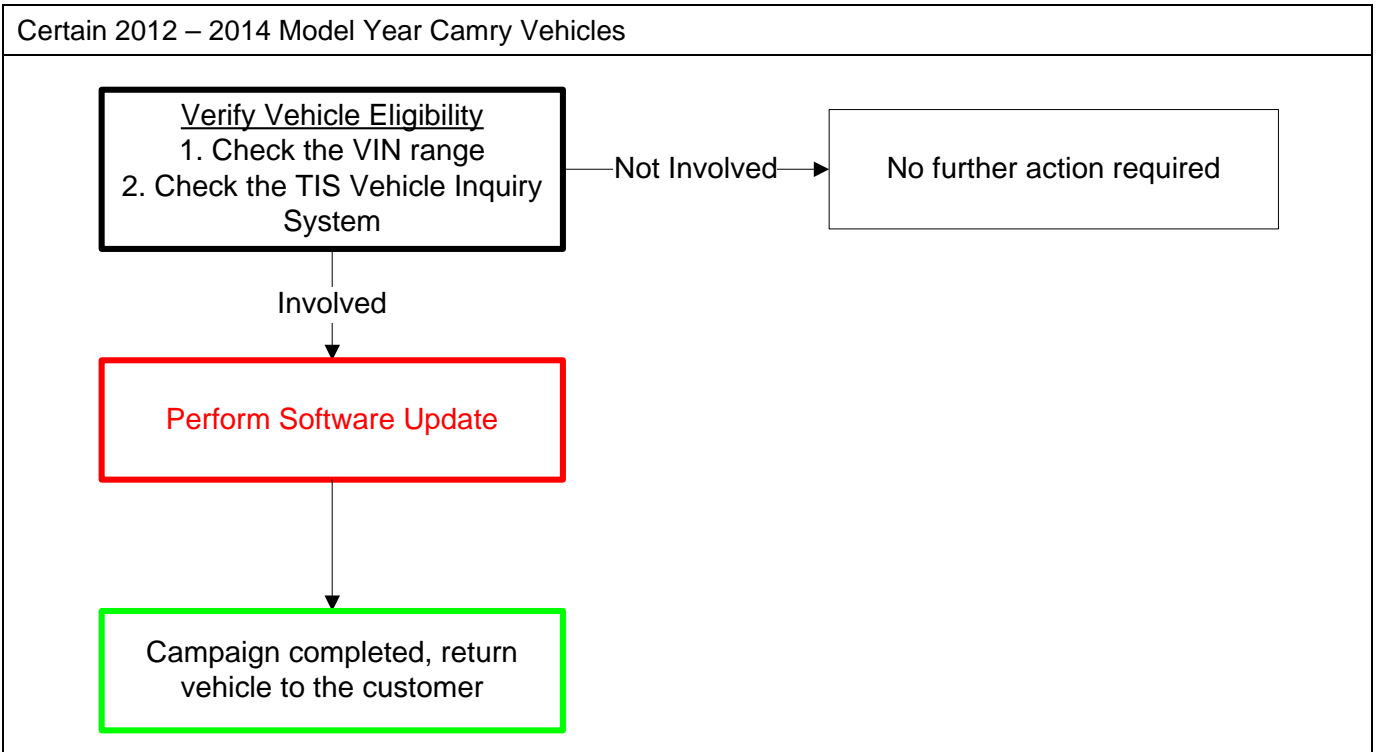 Certain 2012 – 2014 Model Year Camry Vehicles
Verify Vehicle Eligibility
1. Check the VIN range
2. Check the TIS Vehicle Inquiry
System
Not Involved
No further action required
Involved
Perform Software Update
Campaign completed, return
vehicle to the customer